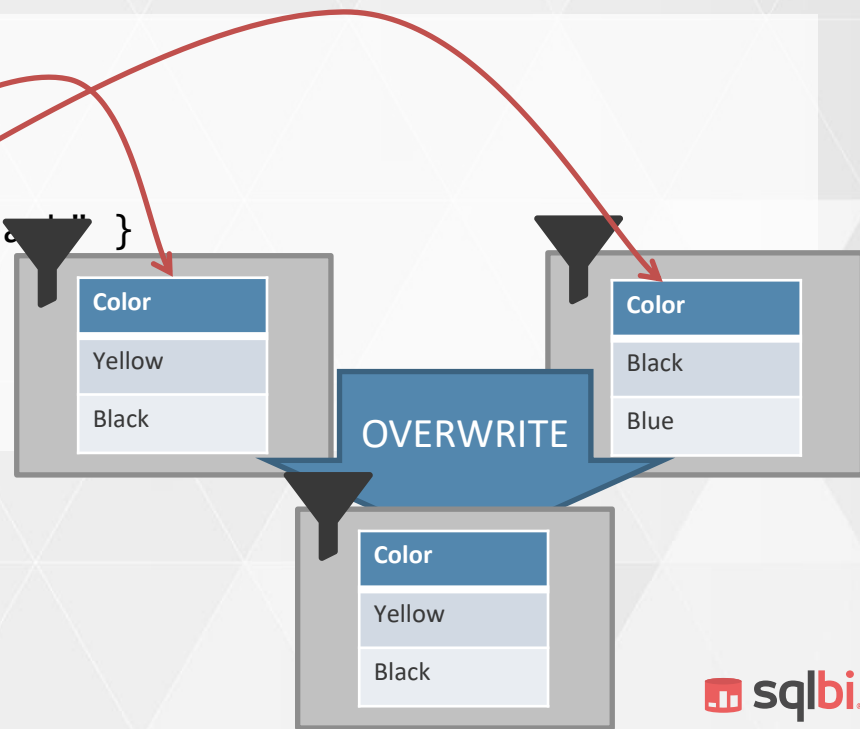 }
Color
Yellow
Black
Color
Black
Blue
OVERWRITE
Color
Yellow
Black
sqlbi.